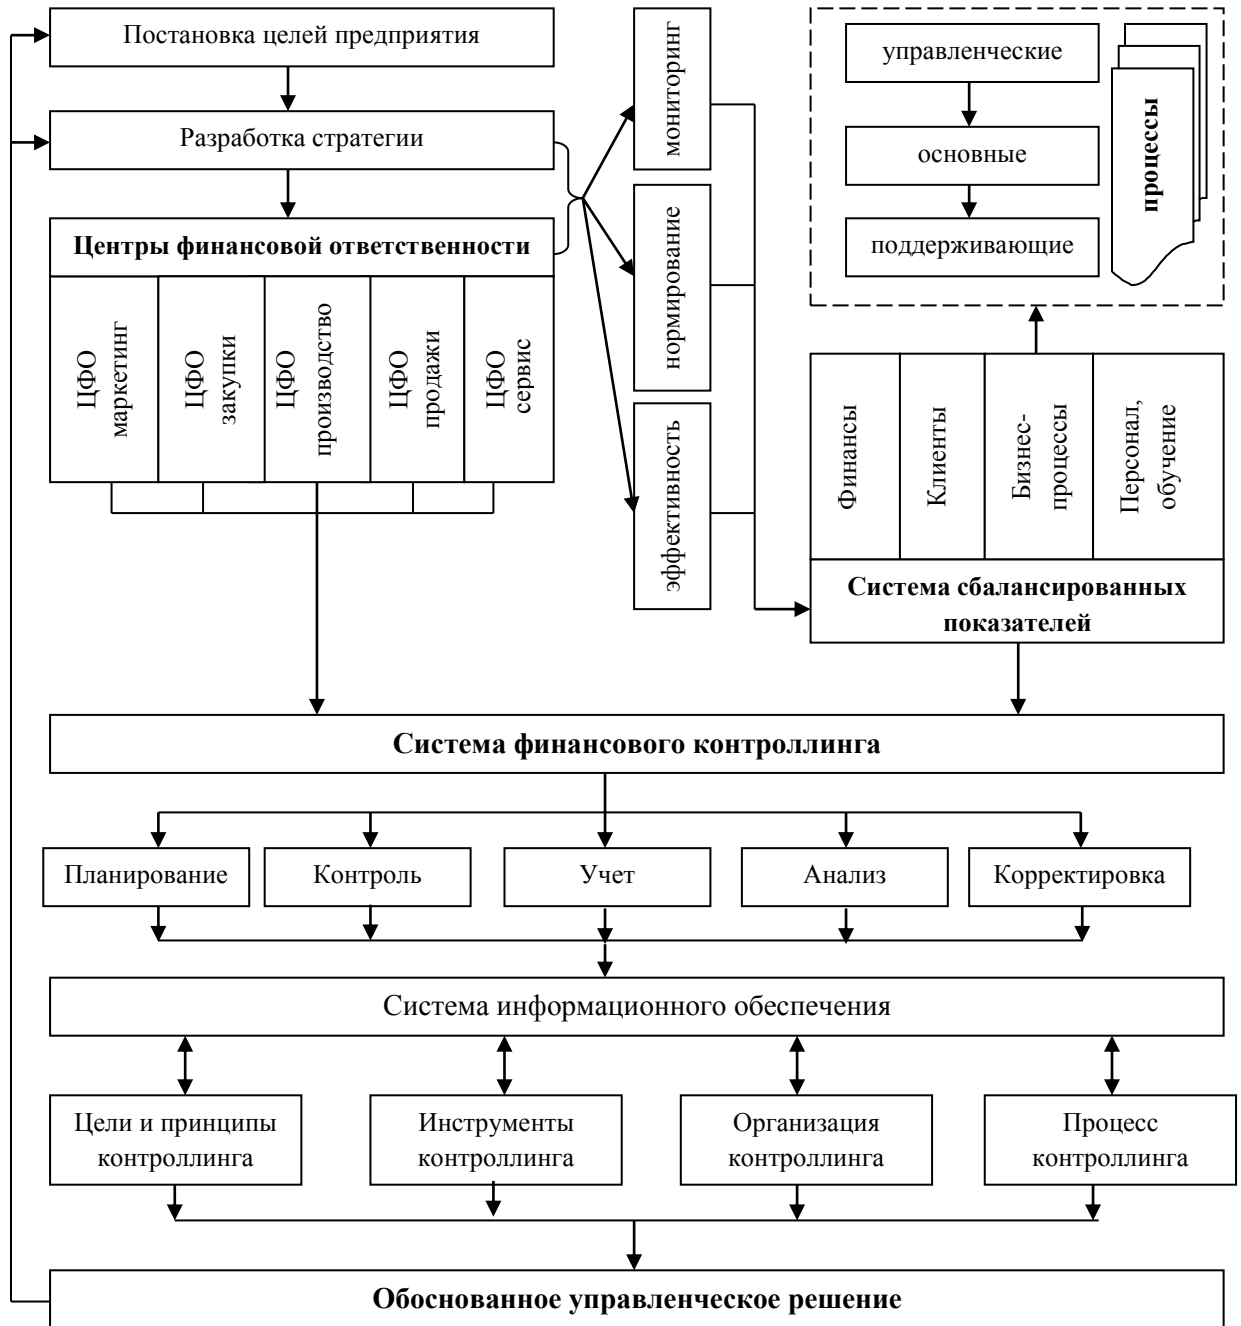 Постановка целей предприятия
Разработка стратегии
Центры финансовой ответственности
ЦФО
маркетинг
ЦФО
закупки
ЦФО
производство
ЦФО
продажи
ЦФО
сервис
мониторинг
нормирование
эффективность
управленческие
основные
поддерживающие
процессы
Финансы
Клиенты
Бизнес-
процессы
Персонал,
обучение
Система сбалансированных
показателей
Система финансового контроллинга
Планирование
Контроль
Учет
Анализ
Корректировка
Система информационного обеспечения
Цели и принципы
контроллинга
Инструменты
контроллинга
Организация
контроллинга
Процесс
контроллинга
Обоснованное управленческое решение